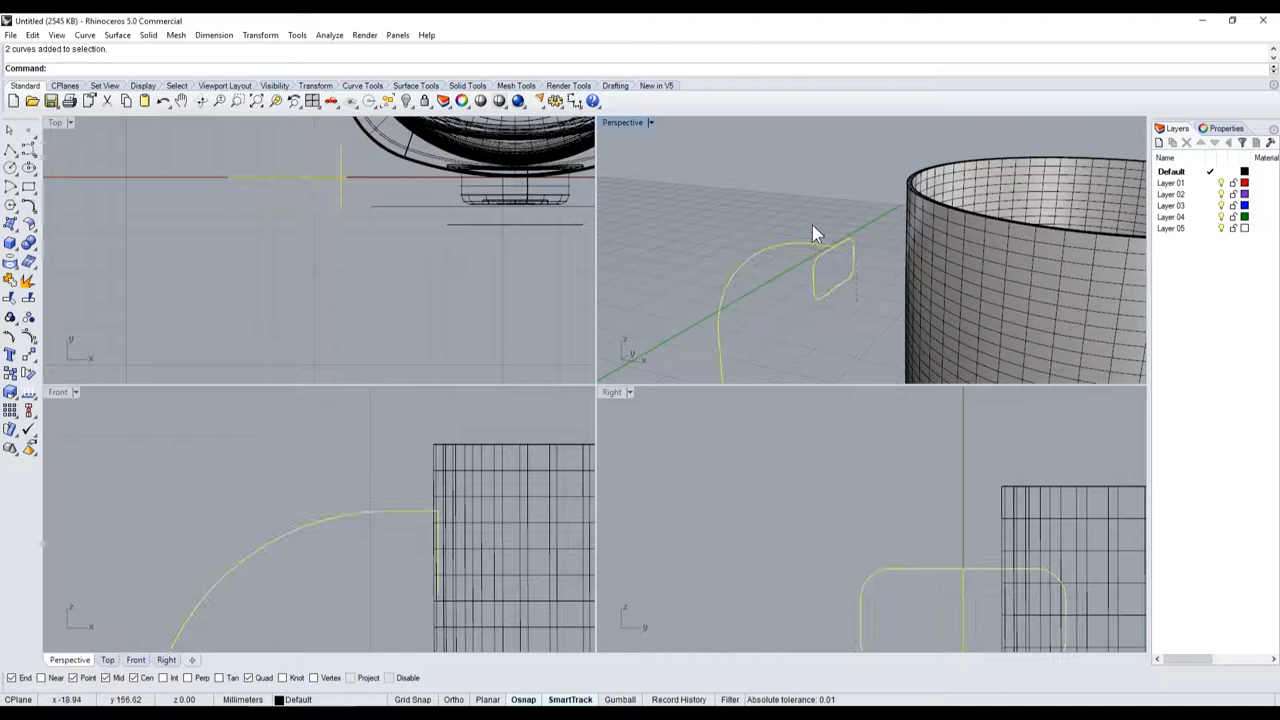 Untitled (2545 KB) - Rhinoceros 5.0 Commercial
File Edit View Curve Surface Solid Mesh Dimension Transform Tools Analyze Render Panels Help
2 curves added to selection.
Command:
Standard CPlanes Set View Display Select Viewport Layout Visibility Transform Curve Tools Surface Tools Solid Tools Mesh Tools Render Tools Drafting New in V5
Top
Perspective
Layers Properties
Name Material
Default
Layer 01
Layer 02
Layer 03
Layer 04
Layer 05
y x
z y x
Front
Right
z x
z y
Perspective Top Front Right
End Near Point Mid Cen Int Perp Tan Quad Knot Vertex Project Disable
CPlane x -18.94 y 156.62 z 0.00 Millimeters Default Grid Snap Ortho Planar Osnap SmartTrack Gumball Record History Filter Absolute tolerance: 0.01